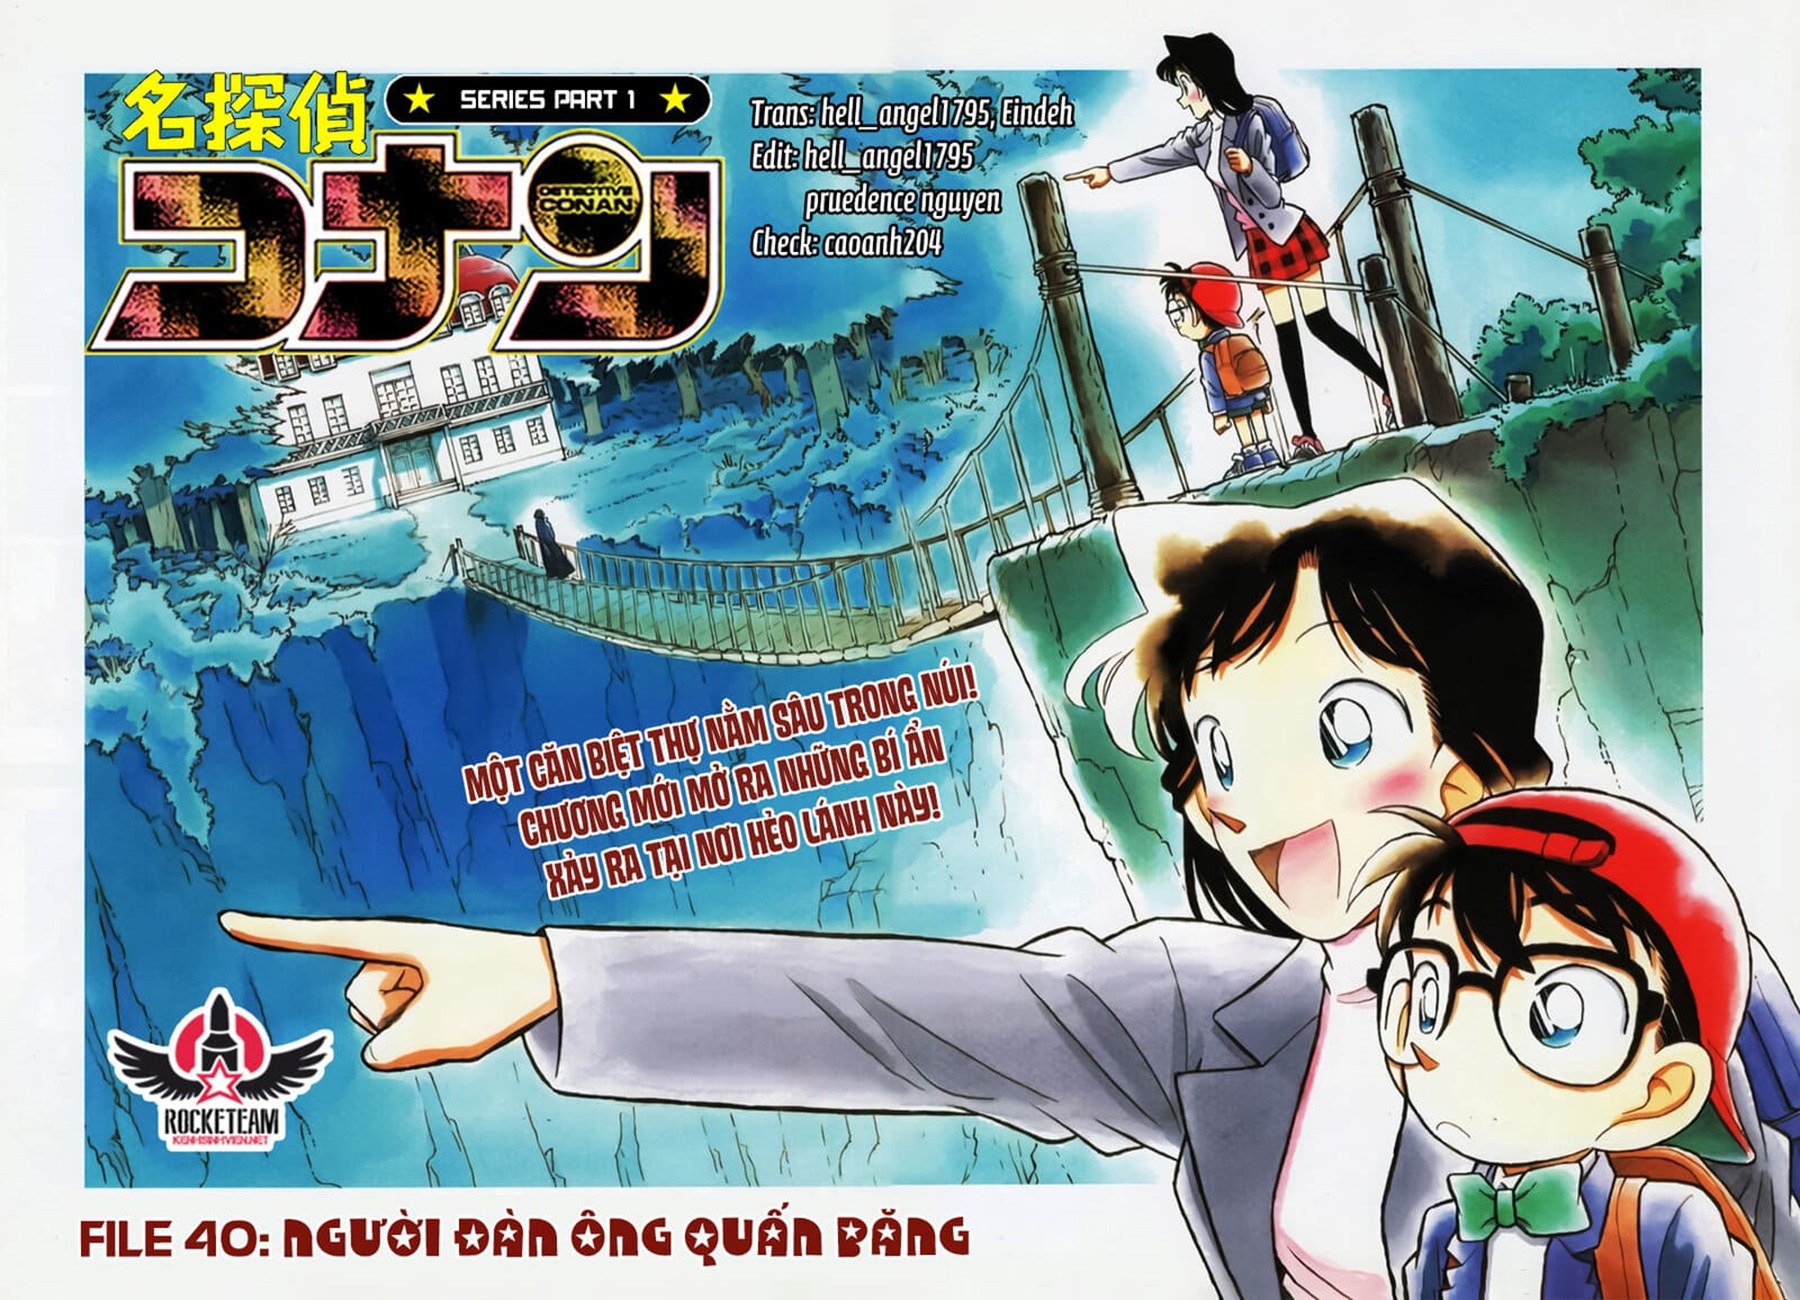 名探偵
★ SERIES PART 1 ★
コナン
DETECTIVE
CONAN
Trans: hell_angel1795, Eindeh
Edit: hell_angel1795
pruedence nguyen
Check: caoanh204
MỘT CĂN BIỆT THỰ NẰM SÂU TRONG NÚI!
CHƯƠNG MỚI MỞ RA NHỮNG BÍ ẨN
XẢY RA TẠI NƠI HẺO LÁNH NÀY!
ROCKETEAM
KENHSINHVIEN.NET
FILE 40: NGƯỜI ĐÀN ÔNG QUẤN BĂNG